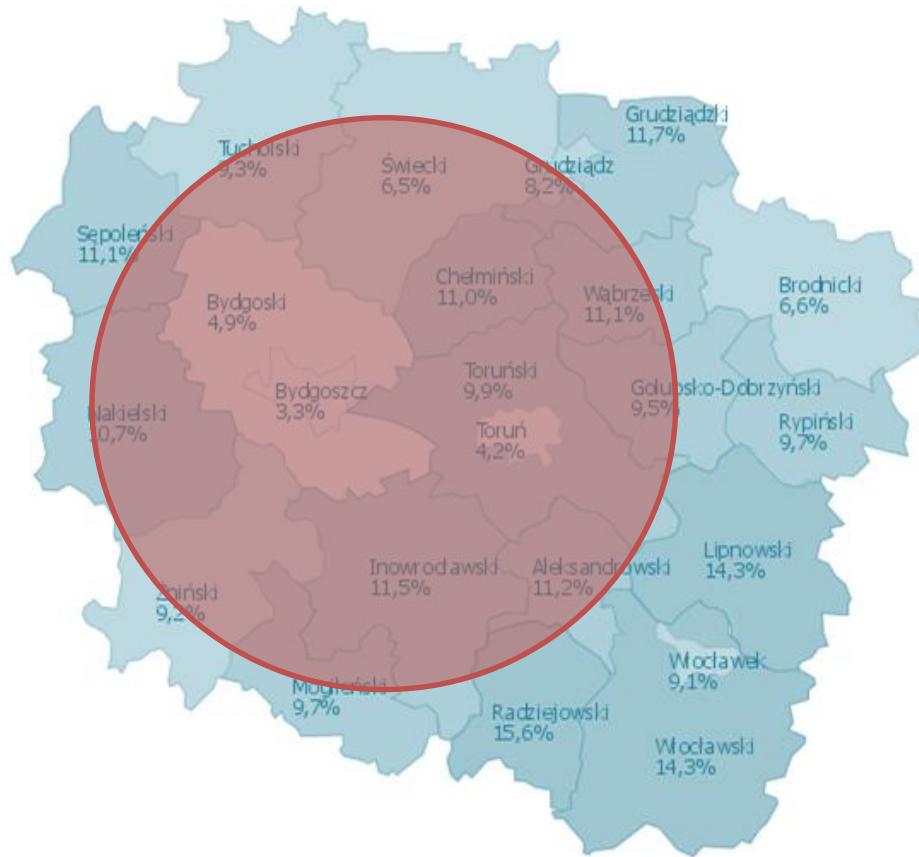 Grudziądzki
11,7%
Tucholski
9,3%
Świecki
6,5%
Grudziądz
8,2%
Sępoleński
11,1%
Chełmiński
11,0%
Wąbrzeski
11,1%
Brodnicki
6,6%
Bydgoski
4,9%
Bydgoszcz
3,3%
Toruński
9,9%
Golubsko-Dobrzyński
9,5%
Nakielski
10,7%
Toruń
4,2%
Rypiński
9,7%
Inowrocławski
11,5%
Aleksandrowski
11,2%
Lipnowski
14,3%
Żniński
9,2%
Włocławek
9,1%
Mogileński
9,7%
Radziejowski
15,6%
Włocławski
14,3%